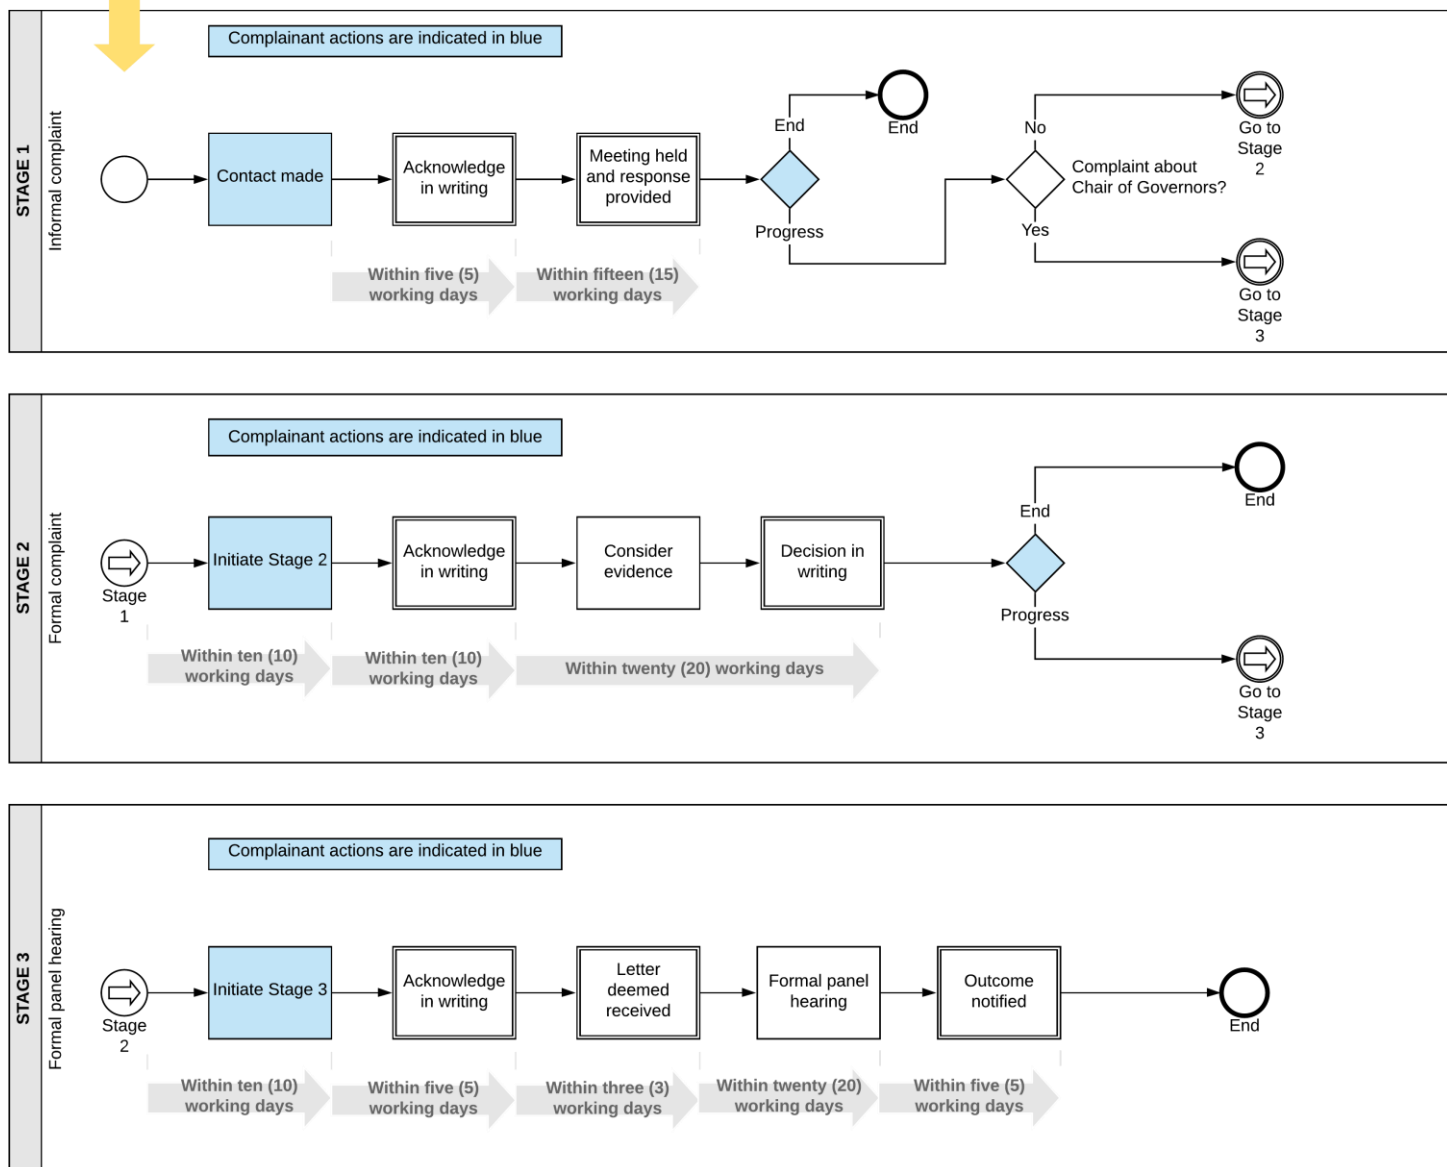 STAGE 1
Informal complaint
Complainant actions are indicated in blue
Contact made
Acknowledge
in writing
Meeting held
and response
provided
End
End
Progress
No
Complaint about
Chair of Governors?
Yes
Go to
Stage
2
Go to
Stage
3
Within five (5)
working days
Within fifteen (15)
working days
STAGE 2
Formal complaint
Complainant actions are indicated in blue
Stage
1
Initiate Stage 2
Acknowledge
in writing
Consider
evidence
Decision in
writing
End
End
Progress
Go to
Stage
3
Within ten (10)
working days
Within ten (10)
working days
Within twenty (20) working days
STAGE 3
Formal panel hearing
Complainant actions are indicated in blue
Stage
2
Initiate Stage 3
Acknowledge
in writing
Letter
deemed
received
Formal panel
hearing
Outcome
notified
End
Within ten (10)
working days
Within five (5)
working days
Within three (3)
working days
Within twenty (20)
working days
Within five (5)
working days